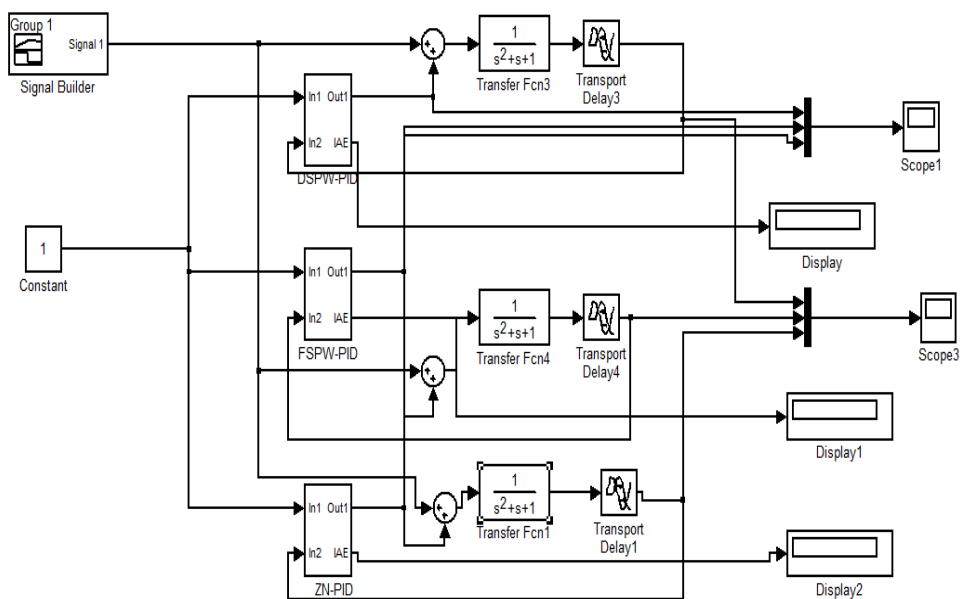 Group 1
Signal 1
Signal Builder
+
+
1
s²+s+1
Transfer Fcn3
Transport
Delay3
In1 Out1
In2 IAE
DSPW-PID
Scope1
Display
1
Constant
In1 Out1
In2 IAE
FSPW-PID
1
s²+s+1
Transfer Fcn4
Transport
Delay4
Scope3
+
+
Display1
In1 Out1
In2 IAE
ZN-PID
+
+
1
s²+s+1
Transfer Fcn1
Transport
Delay1
Display2